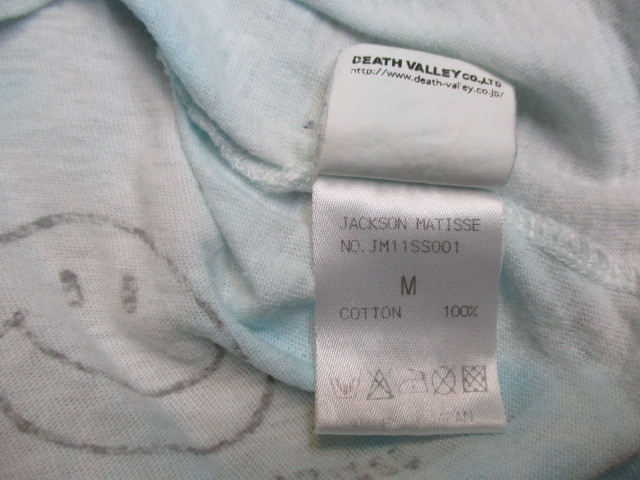 DEATH VALLEY CO.,LTD
http://www.death-valley.co.jp/
JACKSON MATISSE
NO.JM11SS001
M
COTTON 100%